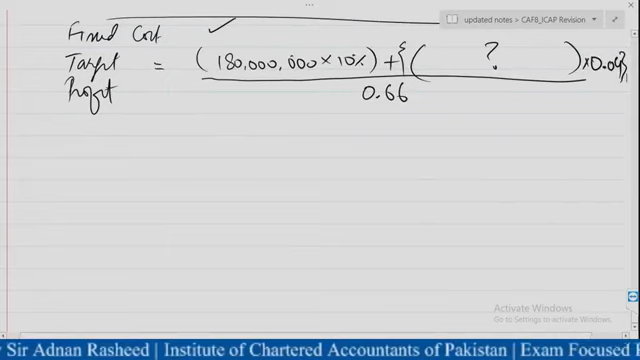 updated notes > CAF8_ICAP Revision
Fixed Cost ✓
Target Profit = (180,000,000 × 10%) + {( ? ) × 0.04}
0.66
Activate Windows
Go to Settings to activate Windows.
Sir Adnan Rasheed | Institute of Chartered Accountants of Pakistan | Exam Focused